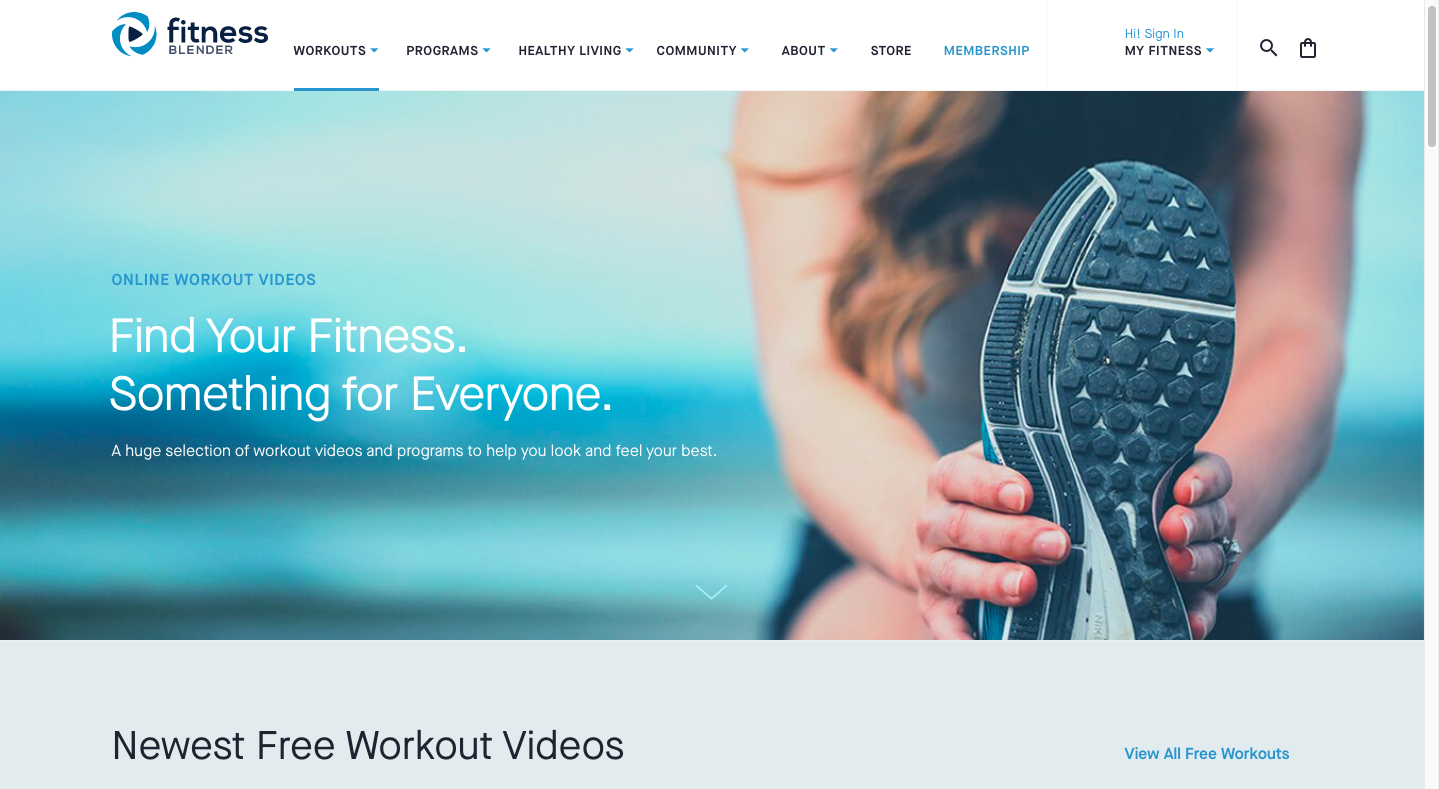 fitness
BLENDER
WORKOUTS
PROGRAMS
HEALTHY LIVING
COMMUNITY
ABOUT
STORE
MEMBERSHIP
Hi! Sign In
MY FITNESS
ONLINE WORKOUT VIDEOS
Find Your Fitness.
Something for Everyone.
A huge selection of workout videos and programs to help you look and feel your best.
NIKE
Newest Free Workout Videos
View All Free Workouts